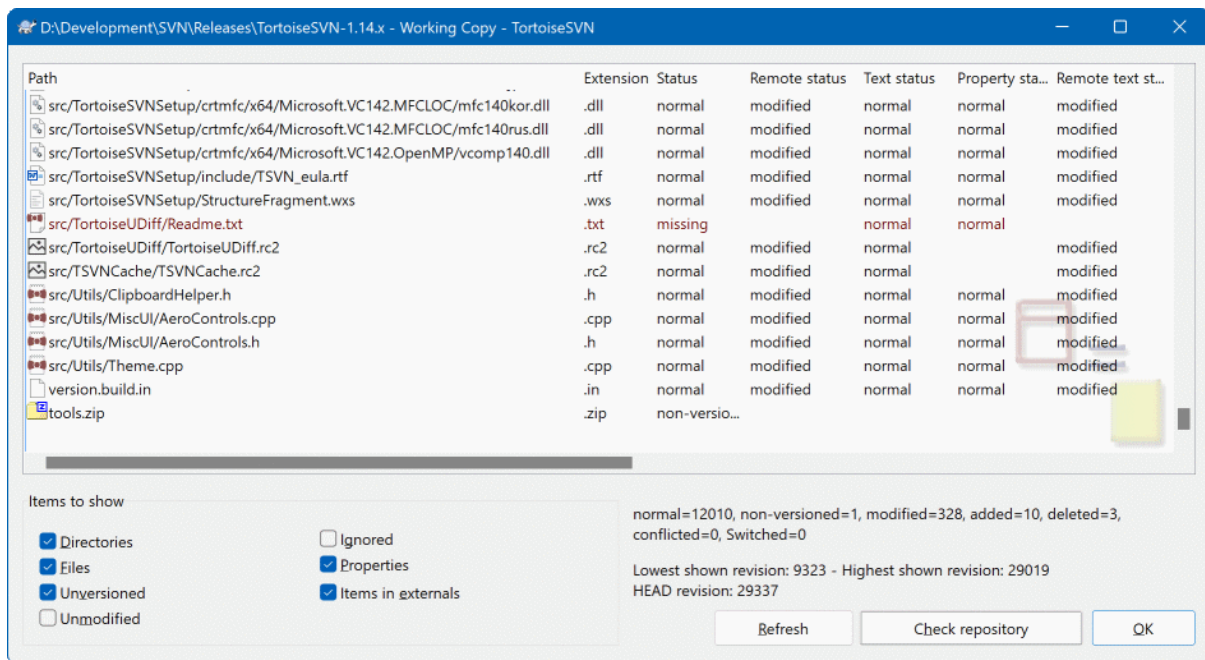 D:\Development\SVN\Releases\TortoiseSVN-1.14.x - Working Copy - TortoiseSVN
Path Extension Status Remote status Text status Property sta... Remote text st...
src/TortoiseSVNSetup/crtmfc/x64/Microsoft.VC142.MFCLOC/mfc140kor.dll .dll normal modified normal normal modified
src/TortoiseSVNSetup/crtmfc/x64/Microsoft.VC142.MFCLOC/mfc140rus.dll .dll normal modified normal normal modified
src/TortoiseSVNSetup/crtmfc/x64/Microsoft.VC142.OpenMP/vcomp140.dll .dll normal modified normal normal modified
src/TortoiseSVNSetup/include/TSVN_eula.rtf .rtf normal modified normal normal modified
src/TortoiseSVNSetup/StructureFragment.wxs .wxs normal modified normal normal modified
src/TortoiseUDiff/Readme.txt .txt missing normal normal
src/TortoiseUDiff/TortoiseUDiff.rc2 .rc2 normal modified normal modified
src/TSVNCache/TSVNCache.rc2 .rc2 normal modified normal modified
src/Utils/ClipboardHelper.h .h normal modified normal normal modified
src/Utils/MiscUI/AeroControls.cpp .cpp normal modified normal normal modified
src/Utils/MiscUI/AeroControls.h .h normal modified normal normal modified
src/Utils/Theme.cpp .cpp normal modified normal normal modified
version.build.in .in normal modified normal normal modified
tools.zip .zip non-versio...
Items to show
Directories
Files
Unversioned
Unmodified
Ignored
Properties
Items in externals
normal=12010, non-versioned=1, modified=328, added=10, deleted=3,
conflicted=0, Switched=0
Lowest shown revision: 9323 - Highest shown revision: 29019
HEAD revision: 29337
Refresh
Check repository
OK